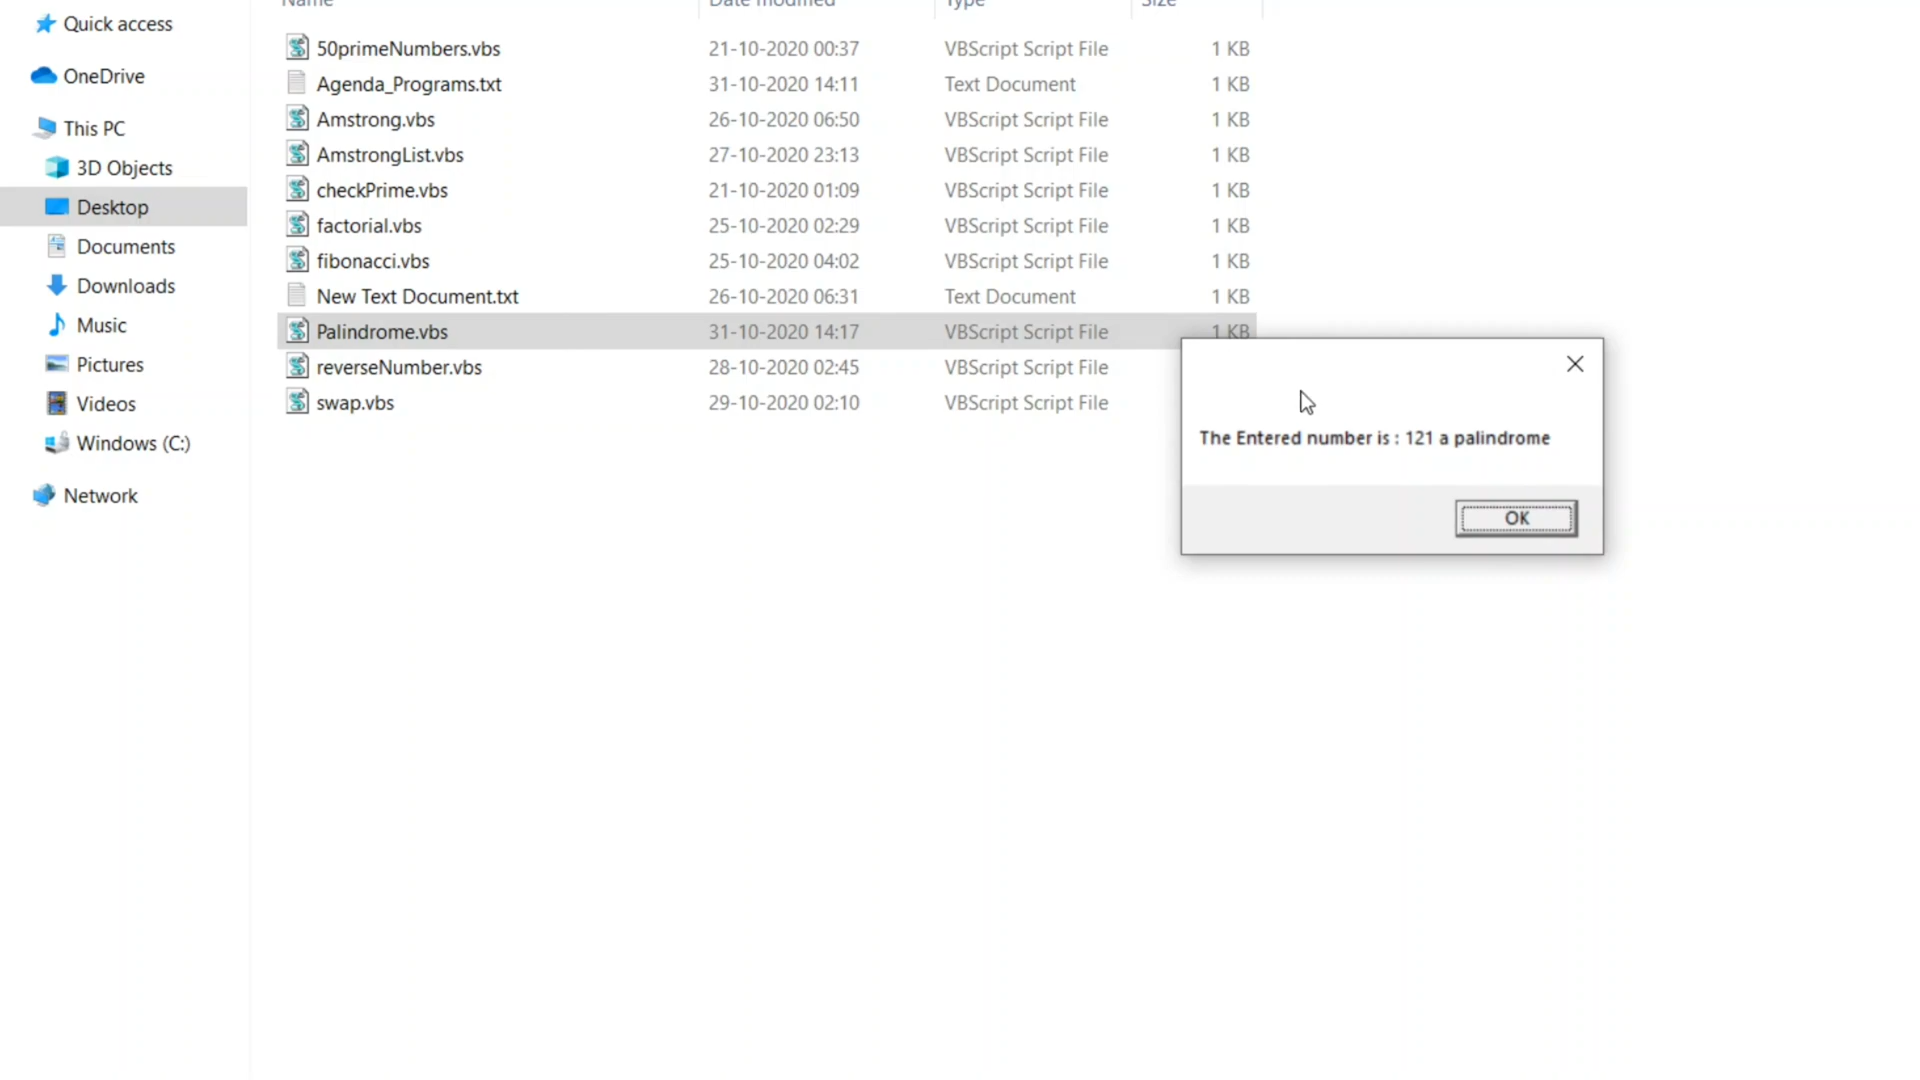 Name Date modified Type Size
Quick access
OneDrive
This PC
3D Objects
Desktop
Documents
Downloads
Music
Pictures
Videos
Windows (C:)
Network
50primeNumbers.vbs 21-10-2020 00:37 VBScript Script File 1 KB
Agenda_Programs.txt 31-10-2020 14:11 Text Document 1 KB
Amstrong.vbs 26-10-2020 06:50 VBScript Script File 1 KB
AmstrongList.vbs 27-10-2020 23:13 VBScript Script File 1 KB
checkPrime.vbs 21-10-2020 01:09 VBScript Script File 1 KB
factorial.vbs 25-10-2020 02:29 VBScript Script File 1 KB
fibonacci.vbs 25-10-2020 04:02 VBScript Script File 1 KB
New Text Document.txt 26-10-2020 06:31 Text Document 1 KB
Palindrome.vbs 31-10-2020 14:17 VBScript Script File 1 KB
reverseNumber.vbs 28-10-2020 02:45 VBScript Script File
swap.vbs 29-10-2020 02:10 VBScript Script File
The Entered number is : 121 a palindrome
OK